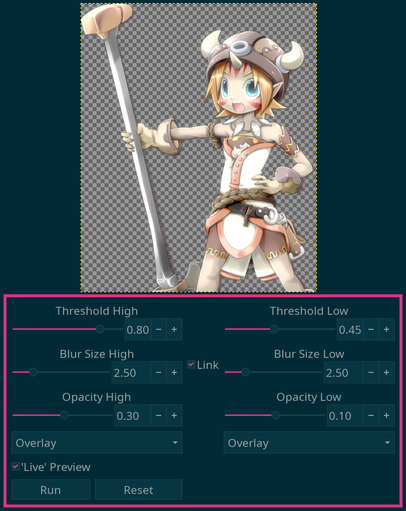 Threshold High
Threshold Low
0.80 − +
0.45 − +
Blur Size High
Blur Size Low
Link
2.50 − +
2.50 − +
Opacity High
Opacity Low
0.30 − +
0.10 − +
Overlay
Overlay
'Live' Preview
Run
Reset